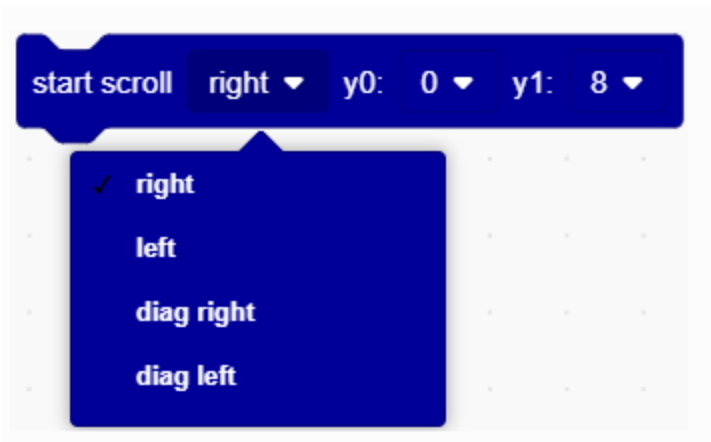 start scroll right y0: 0 y1: 8
right
left
diag right
diag left